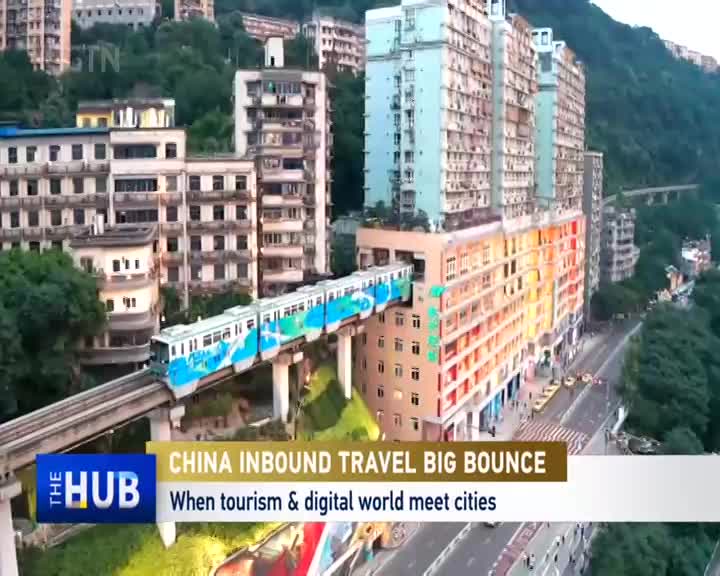 THE HUB
CHINA INBOUND TRAVEL BIG BOUNCE
When tourism & digital world meet cities